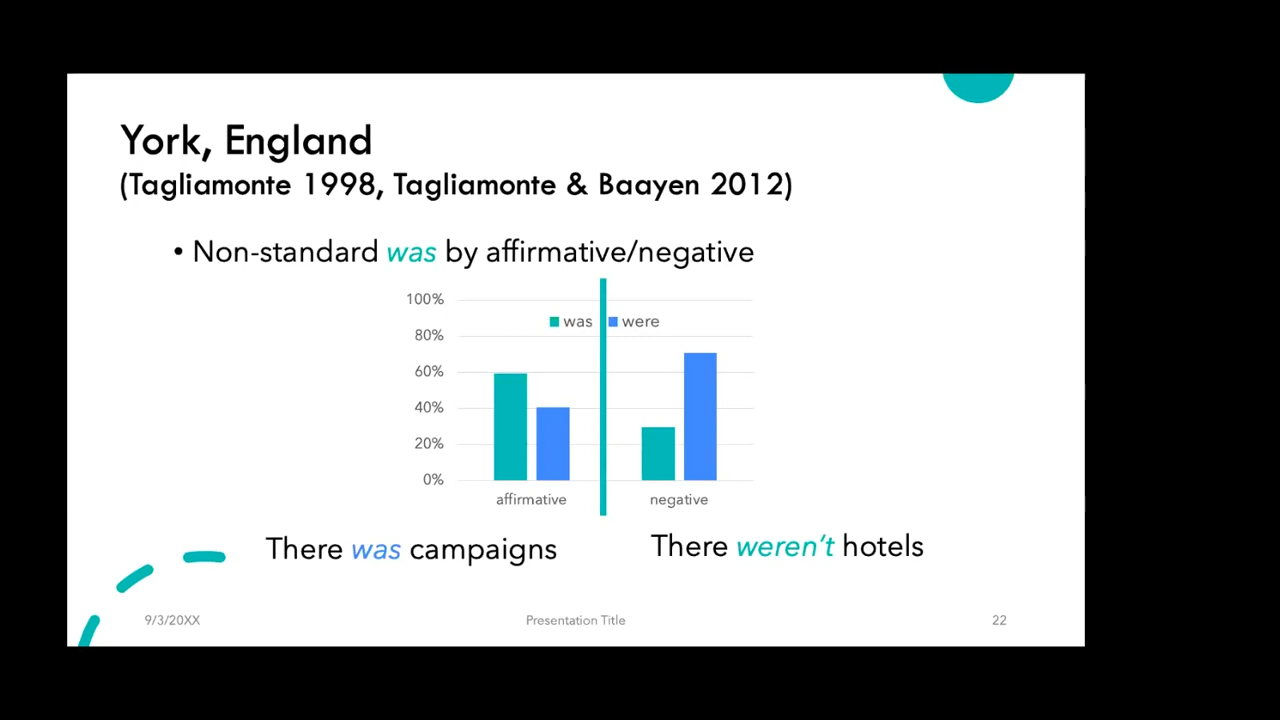 York, England
(Tagliamonte 1998, Tagliamonte & Baayen 2012)
• Non-standard was by affirmative/negative
100%
was were
80%
60%
40%
20%
0%
affirmative negative
There was campaigns
There weren't hotels
9/3/20XX Presentation Title 22